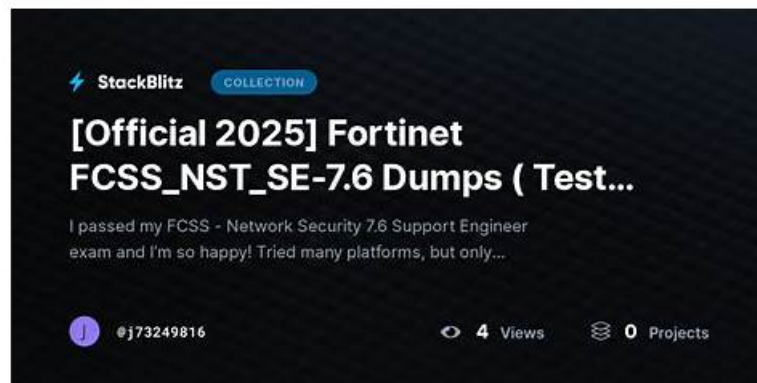 StackBlitz COLLECTION
[Official 2025] Fortinet
FCSS_NST_SE-7.6 Dumps ( Test...
I passed my FCSS - Network Security 7.6 Support Engineer
exam and I'm so happy! Tried many platforms, but only...
J @j73249816 4 Views 0 Projects